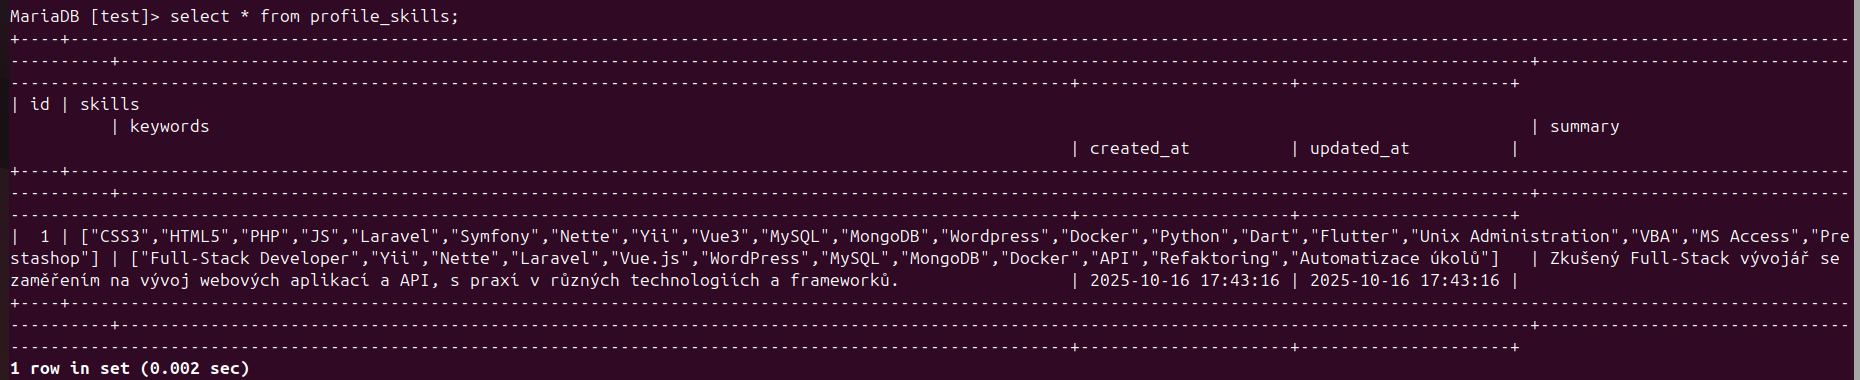 MariaDB [test]> select * from profile_skills;
| id | skills
| keywords | summary
| created_at | updated_at |
| 1 | ["CSS3","HTML5","PHP","JS","Laravel","Symfony","Nette","Yii","Vue3","MySQL","MongoDB","Wordpress","Docker","Python","Dart","Flutter","Unix Administration","VBA","MS Access","Pre
stashop"] | ["Full-Stack Developer","Yii","Nette","Laravel","Vue.js","WordPress","MySQL","MongoDB","Docker","API","Refaktoring","Automatizace úkolů"] | Zkušený Full-Stack vývojář se
zaměřením na vývoj webových aplikací a API, s praxí v různých technologiích a frameworků. | 2025-10-16 17:43:16 | 2025-10-16 17:43:16 |
1 row in set (0.002 sec)